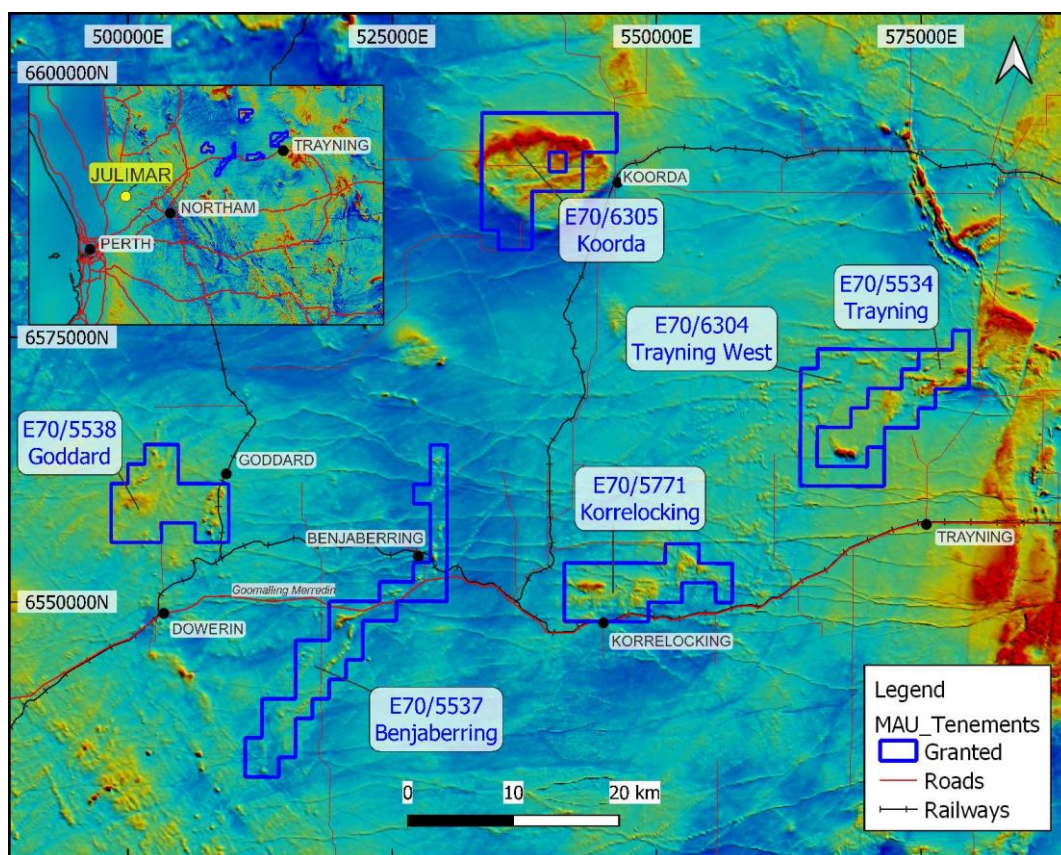 500000E
525000E
550000E
575000E
6600000N
TRAYNING
JULIMAR
NORTHAM
PERTH
KOORDA
E70/6305
Koorda
E70/5534
Trayning
E70/6304
Trayning West
6575000N
E70/5538
Goddard
GODDARD
E70/5771
Korrelocking
BENJABERRING
TRAYNING
Goomalling Merredin
6550000N
DOWERIN
KORRELOCKING
E70/5537
Benjaberring
Legend
MAU_Tenements
Granted
Roads
Railways
0 10 20 km